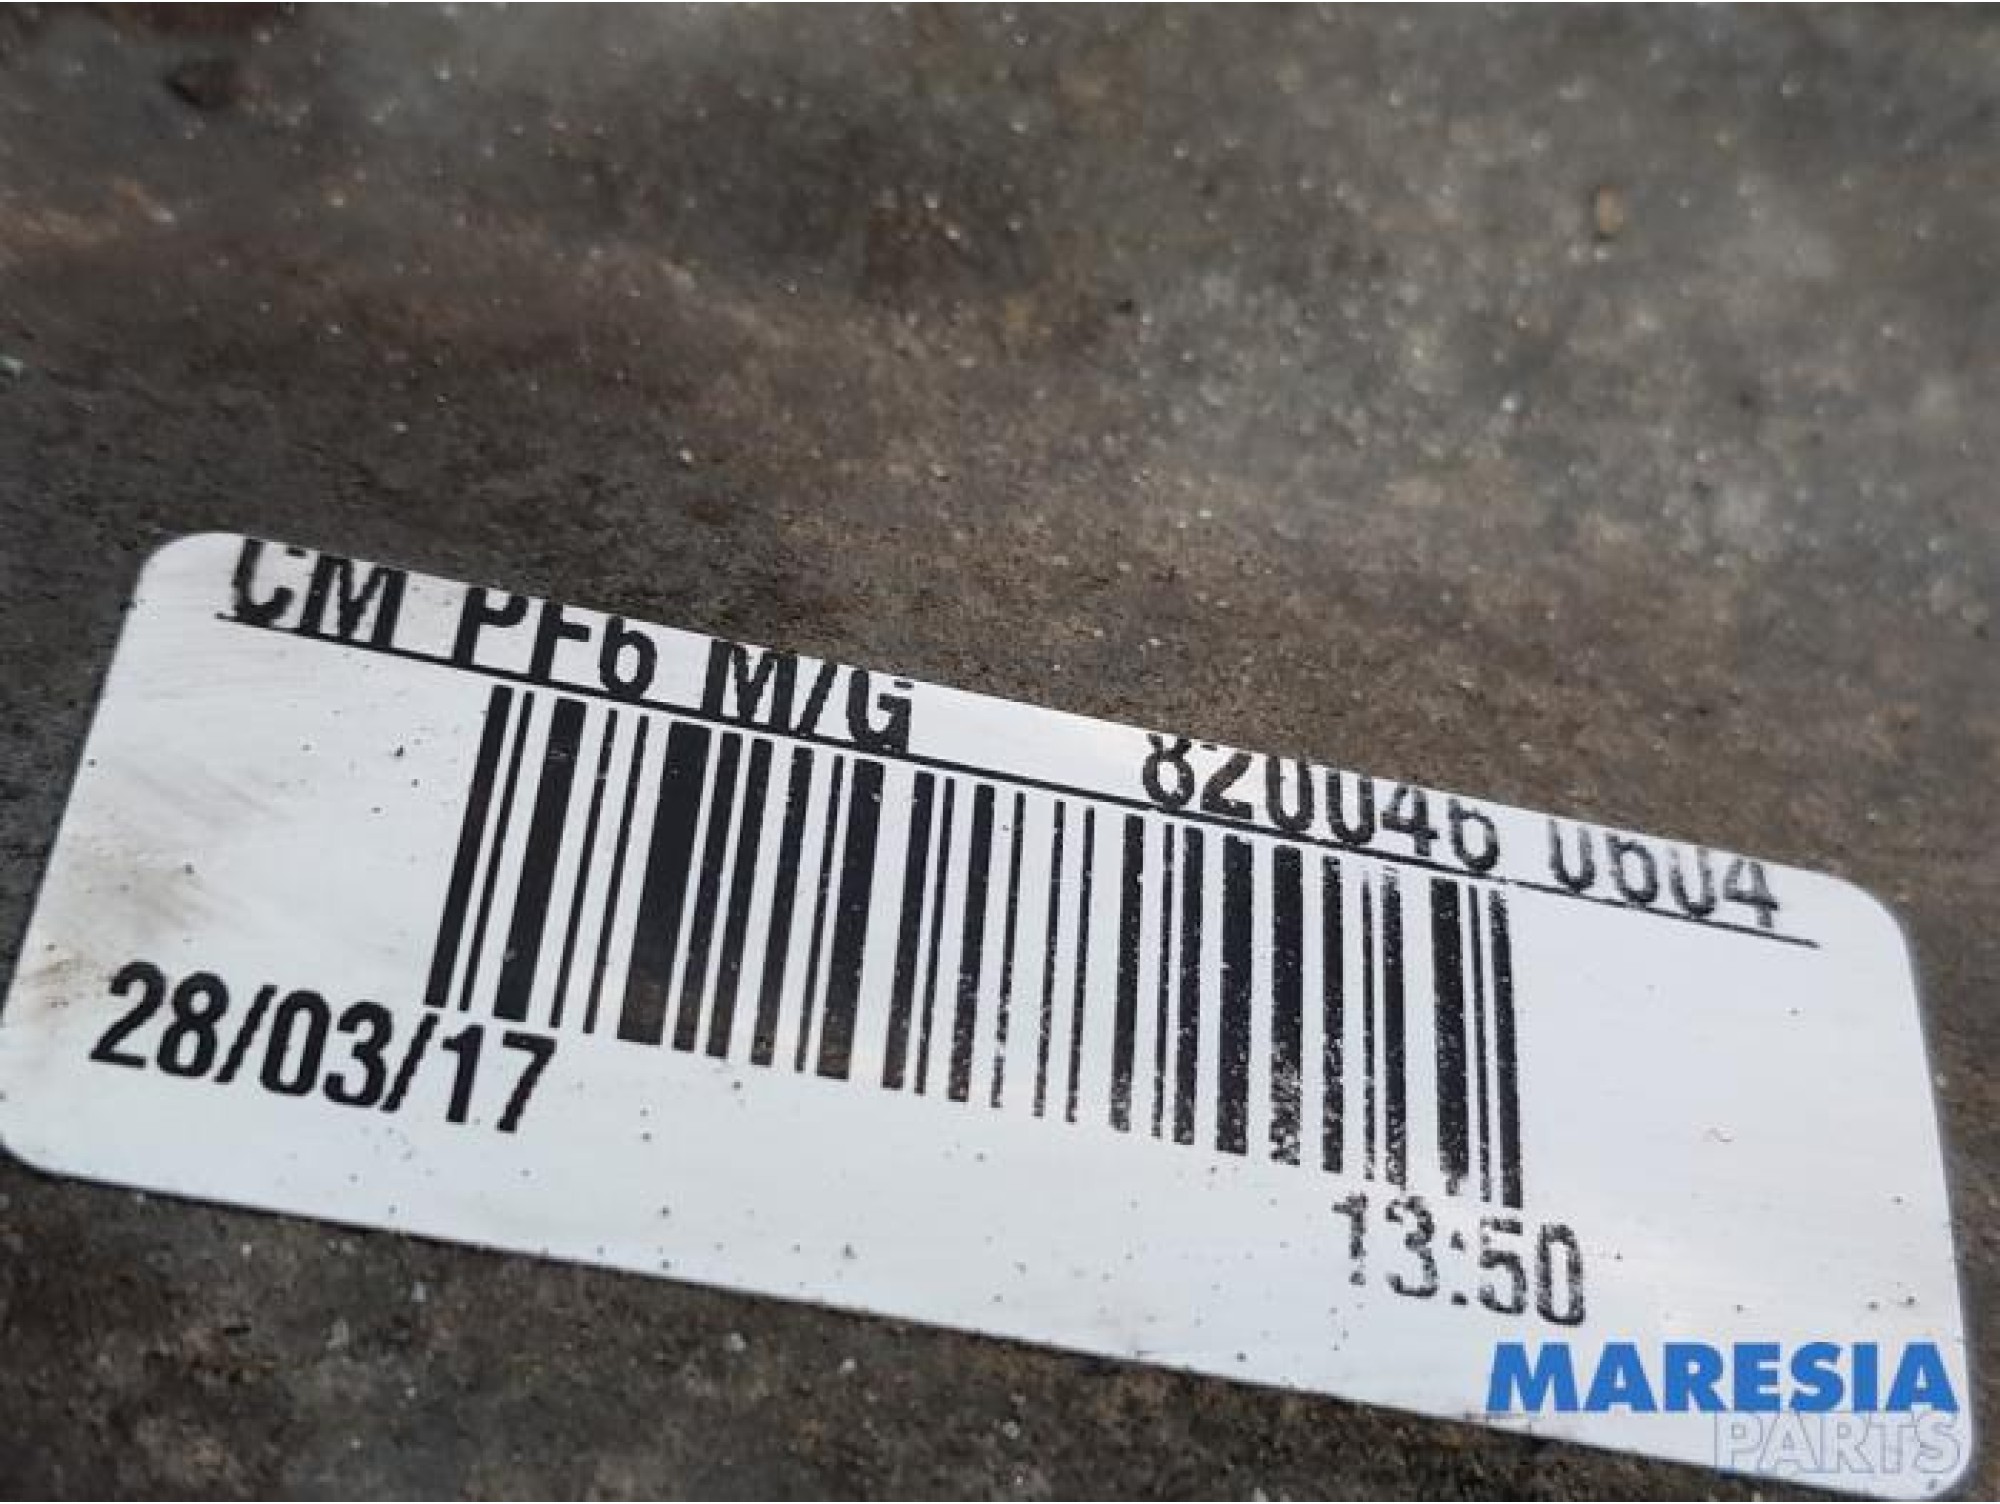 CM PF6 M/G 820046 0604
28/03/17
13:50
MARESIA
PARTS